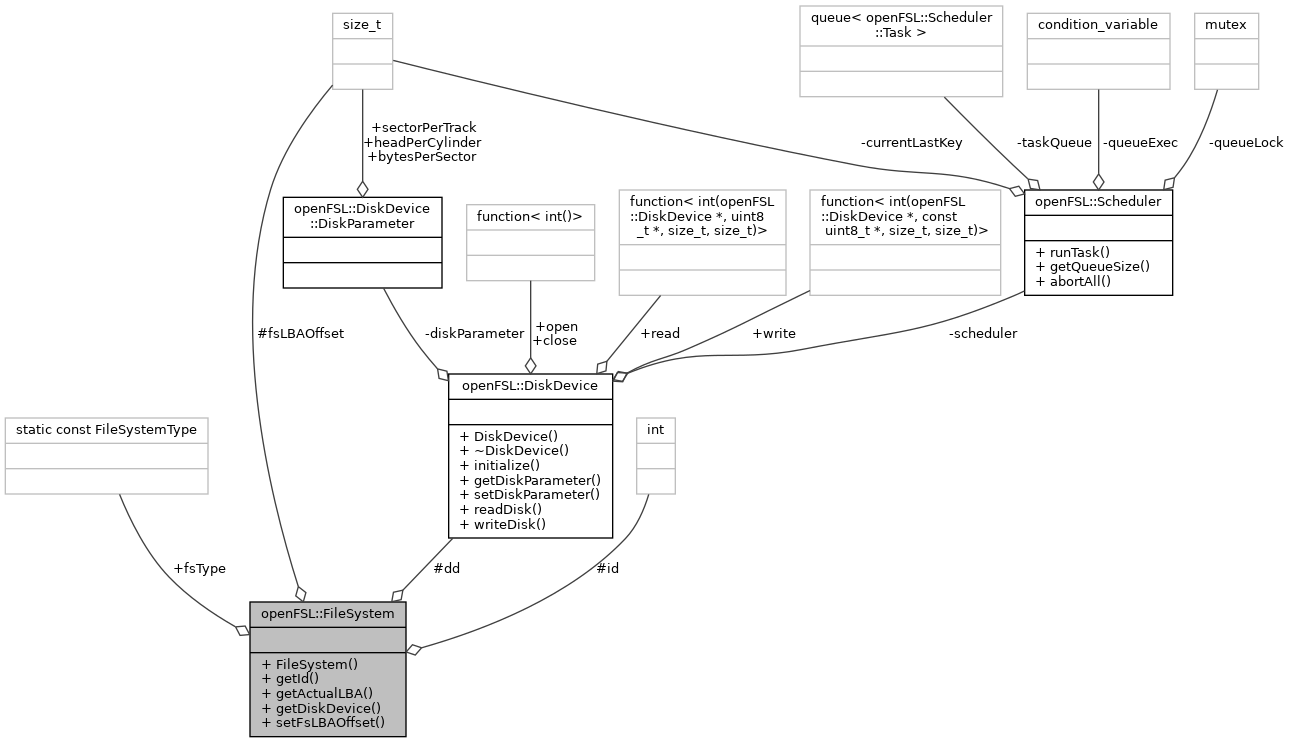 size_t
queue< openFSL::Scheduler
::Task >
condition_variable
mutex
+sectorPerTrack
+headPerCylinder
+bytesPerSector
-currentLastKey
-taskQueue
-queueExec
-queueLock
openFSL::DiskDevice
::DiskParameter
function< int()>
function< int(openFSL
::DiskDevice *, uint8
_t *, size_t, size_t)>
function< int(openFSL
::DiskDevice *, const
uint8_t *, size_t, size_t)>
openFSL::Scheduler
+ runTask()
+ getQueueSize()
+ abortAll()
#fsLBAOffset
-diskParameter
+open
+close
+read
+write
-scheduler
static const FileSystemType
openFSL::DiskDevice
+ DiskDevice()
+ ~DiskDevice()
+ initialize()
+ getDiskParameter()
+ setDiskParameter()
+ readDisk()
+ writeDisk()
int
+fsType
#dd
#id
openFSL::FileSystem
+ FileSystem()
+ getId()
+ getActualLBA()
+ getDiskDevice()
+ setFsLBAOffset()